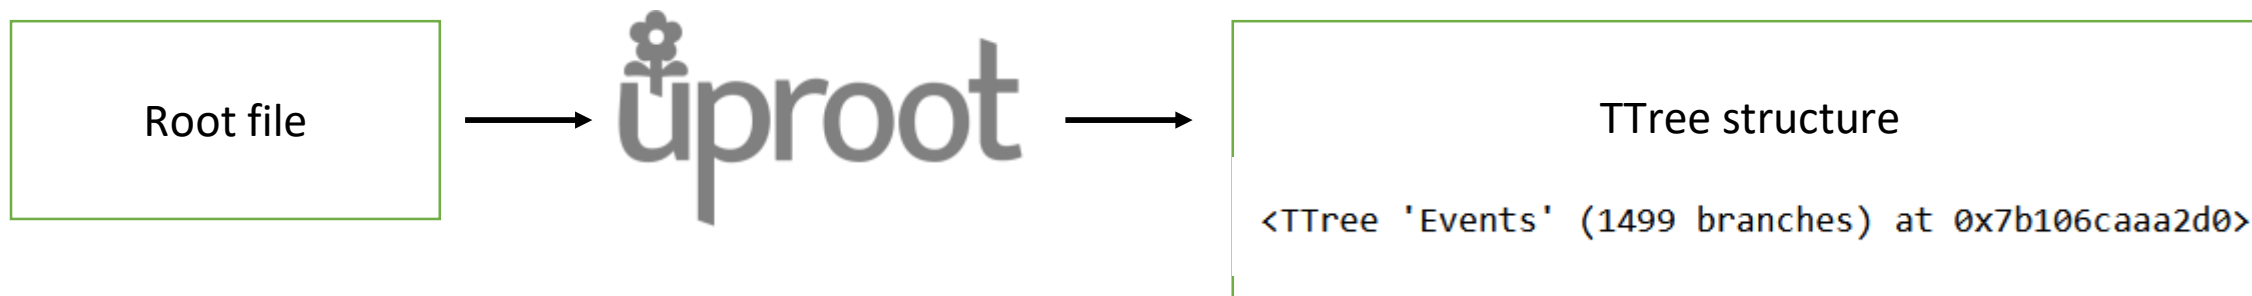 Root file
uproot
TTree structure
<TTree 'Events' (1499 branches) at 0x7b106caaa2d0>